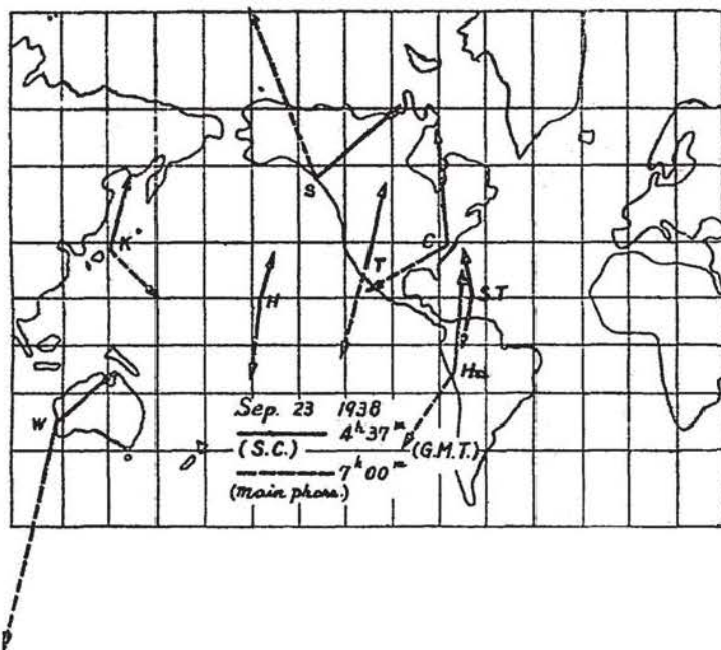 S
K
T
C
H
S.T
Hu
W
Sep. 23 1938
4ʰ 37ᵐ
(S.C.) (G.M.T.)
7ʰ 00ᵐ
(main phase.)